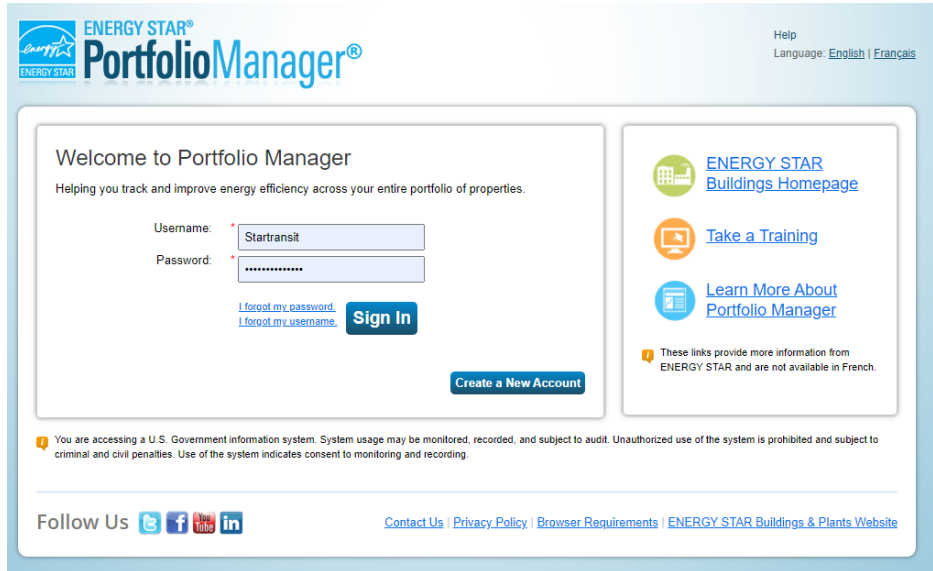 ENERGY STAR®
PortfolioManager®
energy
ENERGY STAR
Help
Language: English | Français
Welcome to Portfolio Manager
Helping you track and improve energy efficiency across your entire portfolio of properties.
Username: *
Startransit
Password: *
••••••••••••••
I forgot my password.
I forgot my username.
Sign In
Create a New Account
ENERGY STAR
Buildings Homepage
Take a Training
Learn More About
Portfolio Manager
These links provide more information from
ENERGY STAR and are not available in French.
You are accessing a U.S. Government information system. System usage may be monitored, recorded, and subject to audit. Unauthorized use of the system is prohibited and subject to
criminal and civil penalties. Use of the system indicates consent to monitoring and recording.
Follow Us
You Tube
in
Contact Us | Privacy Policy | Browser Requirements | ENERGY STAR Buildings & Plants Website